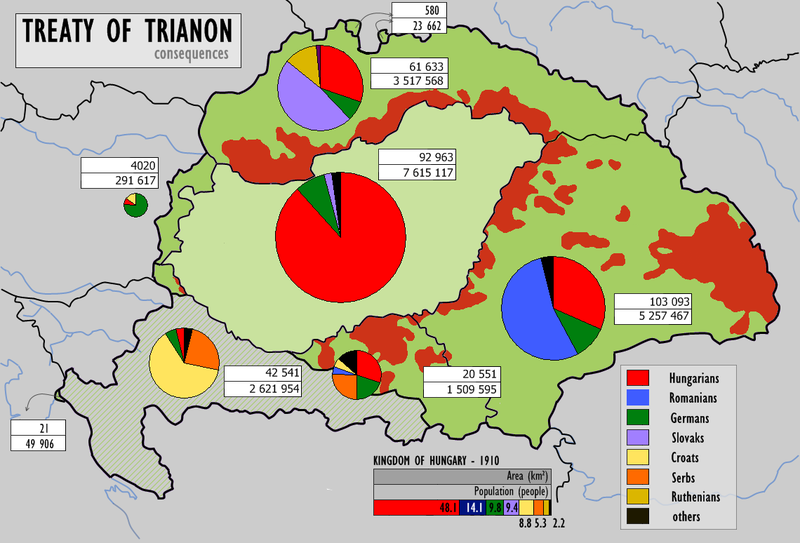 TREATY OF TRIANON
consequences
580
23 662
61 633
3 517 568
92 963
7 615 117
4020
291 617
103 093
5 257 467
42 541
2 621 954
20 551
1 509 595
21
49 906
Hungarians
Romanians
Germans
Slovaks
Croats
Serbs
Ruthenians
others
KINGDOM OF HUNGARY - 1910
Area (km²)
Population (people)
48.1 14.1 9.8 9.4
8.8 5.3 2.2